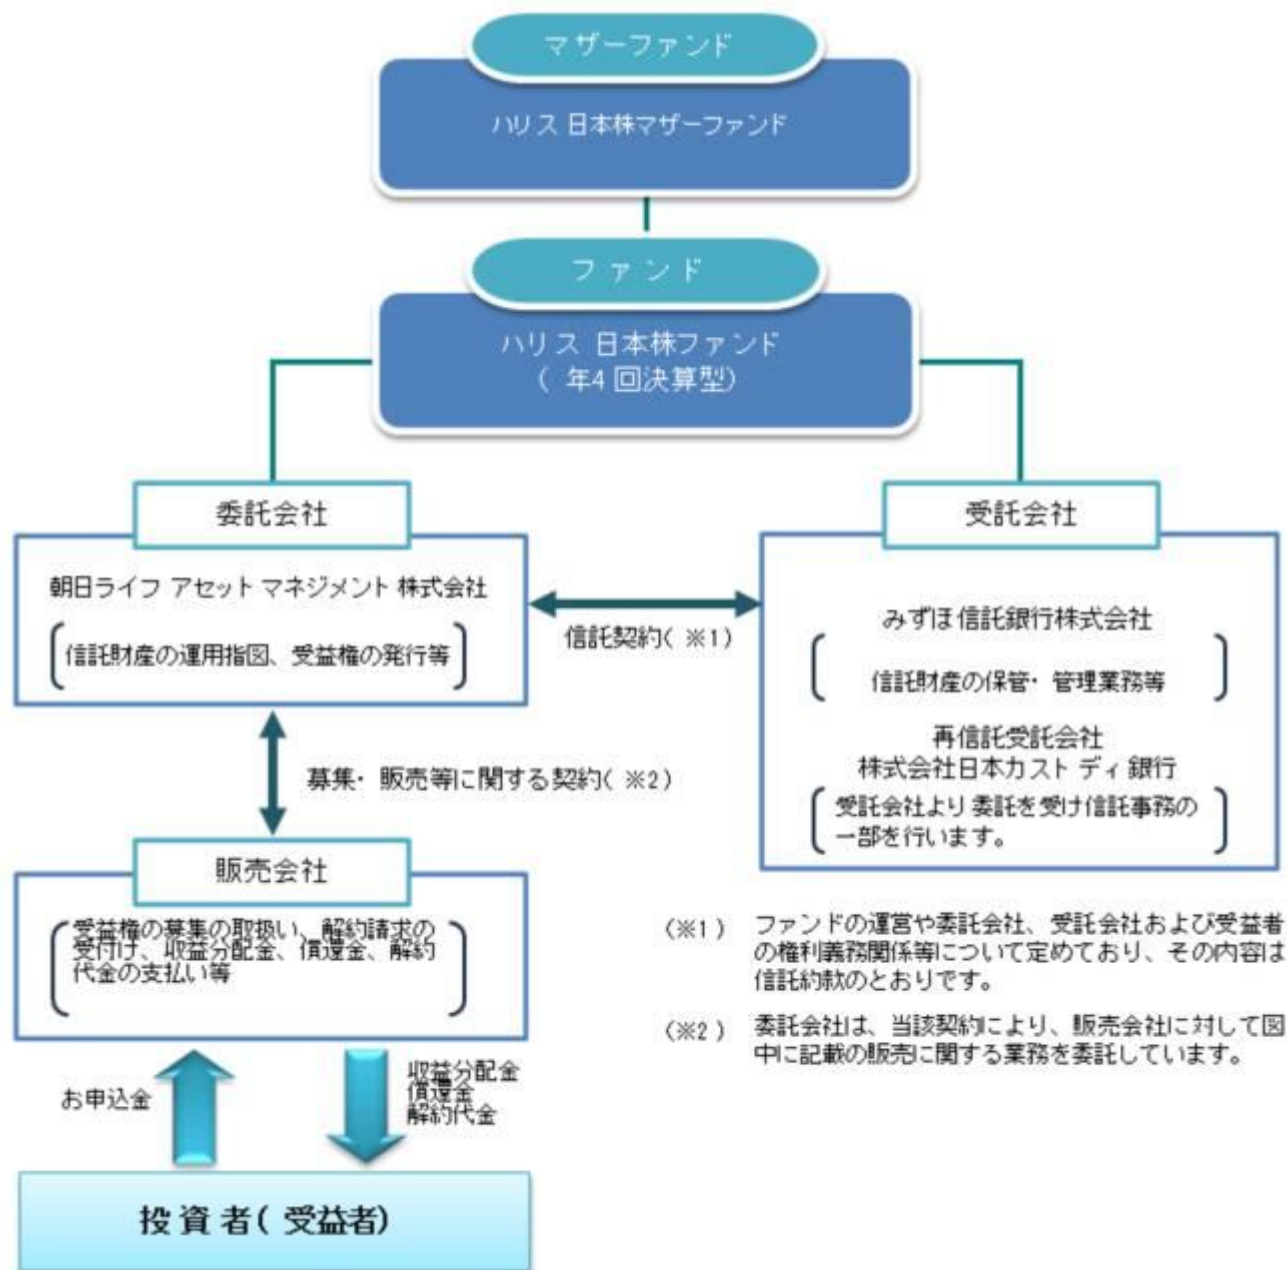 マザーファンド
ハリス 日本株マザーファンド
ファンド
ハリス 日本株ファンド
( 年4 回決算型)
委託会社
朝日ライフ アセット マネジメント 株式会社
信託財産の運用指図、受益権の発行等
信託契約( ※1)
受託会社
みずほ信託銀行株式会社
信託財産の保管・管理業務等
再信託受託会社
株式会社日本カストディ銀行
受託会社より委託を受け信託事務の
一部を行います。
募集・販売等に関する契約( ※2)
販売会社
受益権の募集の取扱い、解約請求の
受付け、収益分配金、償還金、解約
代金の支払い等
(※1) ファンドの運営や委託会社、受託会社および受益者
の権利義務関係等について定めており、その内容は
信託約款のとおりです。
(※2) 委託会社は、当該契約により、販売会社に対して図
中に記載の販売に関する業務を委託しています。
お申込金
収益分配金
償還金
解約代金
投資者( 受益者)